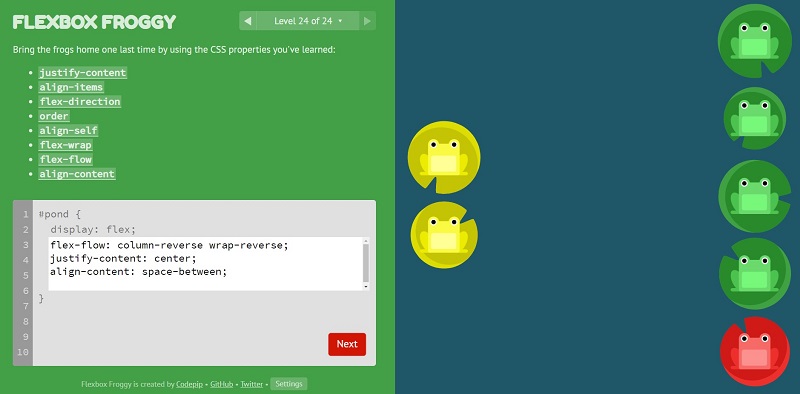 FLEXBOX FROGGY
◀ Level 24 of 24 ▾ ▶
Bring the frogs home one last time by using the CSS properties you've learned:
• justify-content
• align-items
• flex-direction
• order
• align-self
• flex-wrap
• flex-flow
• align-content
1 #pond {
2 display: flex;
3 flex-flow: column-reverse wrap-reverse;
4 justify-content: center;
5 align-content: space-between;
6
7 }
8
9
10
Next
Flexbox Froggy is created by Codepip • GitHub • Twitter • Settings